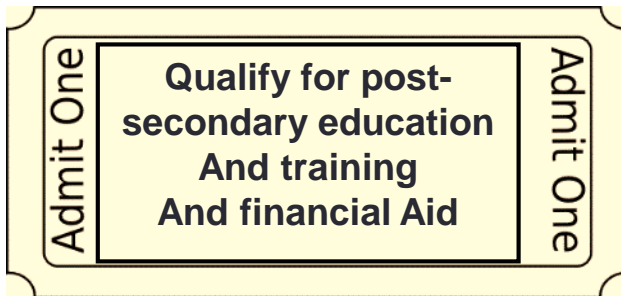 Admit One
Qualify for post-
secondary education
And training
And financial Aid
Admit One